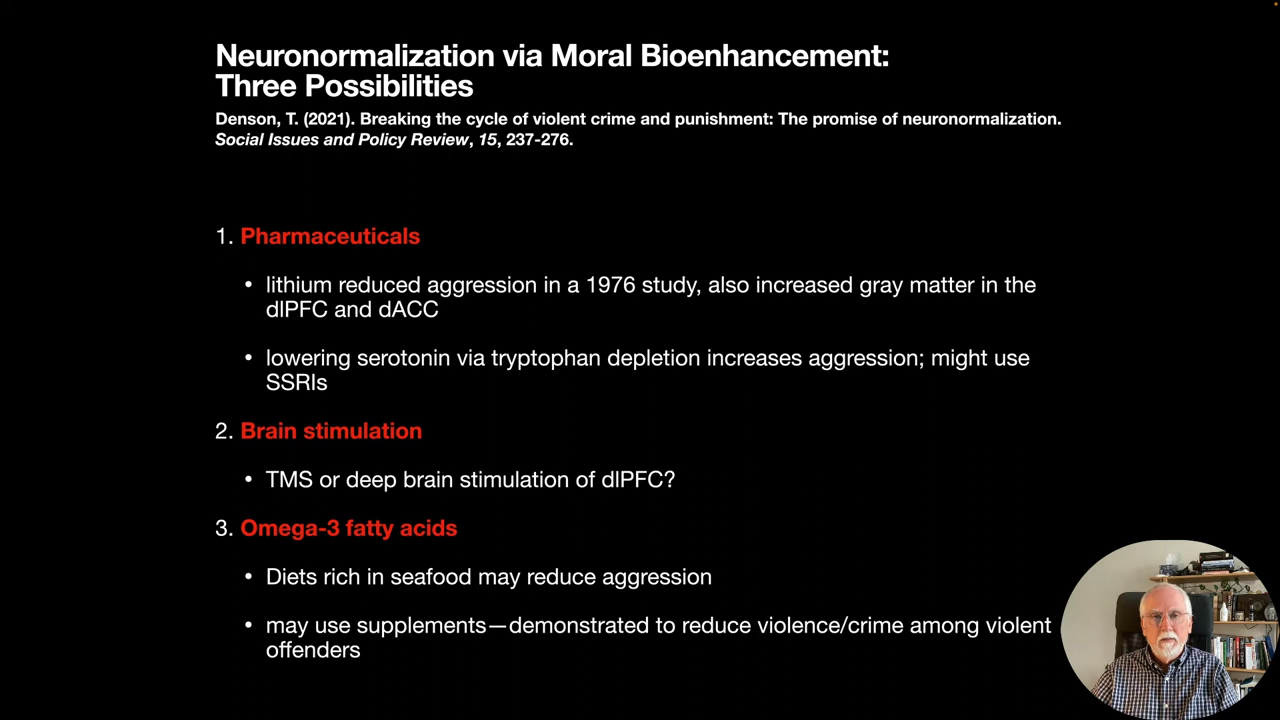 Neuronormalization via Moral Bioenhancement:
Three Possibilities
Denson, T. (2021). Breaking the cycle of violent crime and punishment: The promise of neuronormalization.
Social Issues and Policy Review, 15, 237-276.
1. Pharmaceuticals
• lithium reduced aggression in a 1976 study, also increased gray matter in the
dlPFC and dACC
• lowering serotonin via tryptophan depletion increases aggression; might use
SSRIs
2. Brain stimulation
• TMS or deep brain stimulation of dlPFC?
3. Omega-3 fatty acids
• Diets rich in seafood may reduce aggression
• may use supplements—demonstrated to reduce violence/crime among violent
offenders